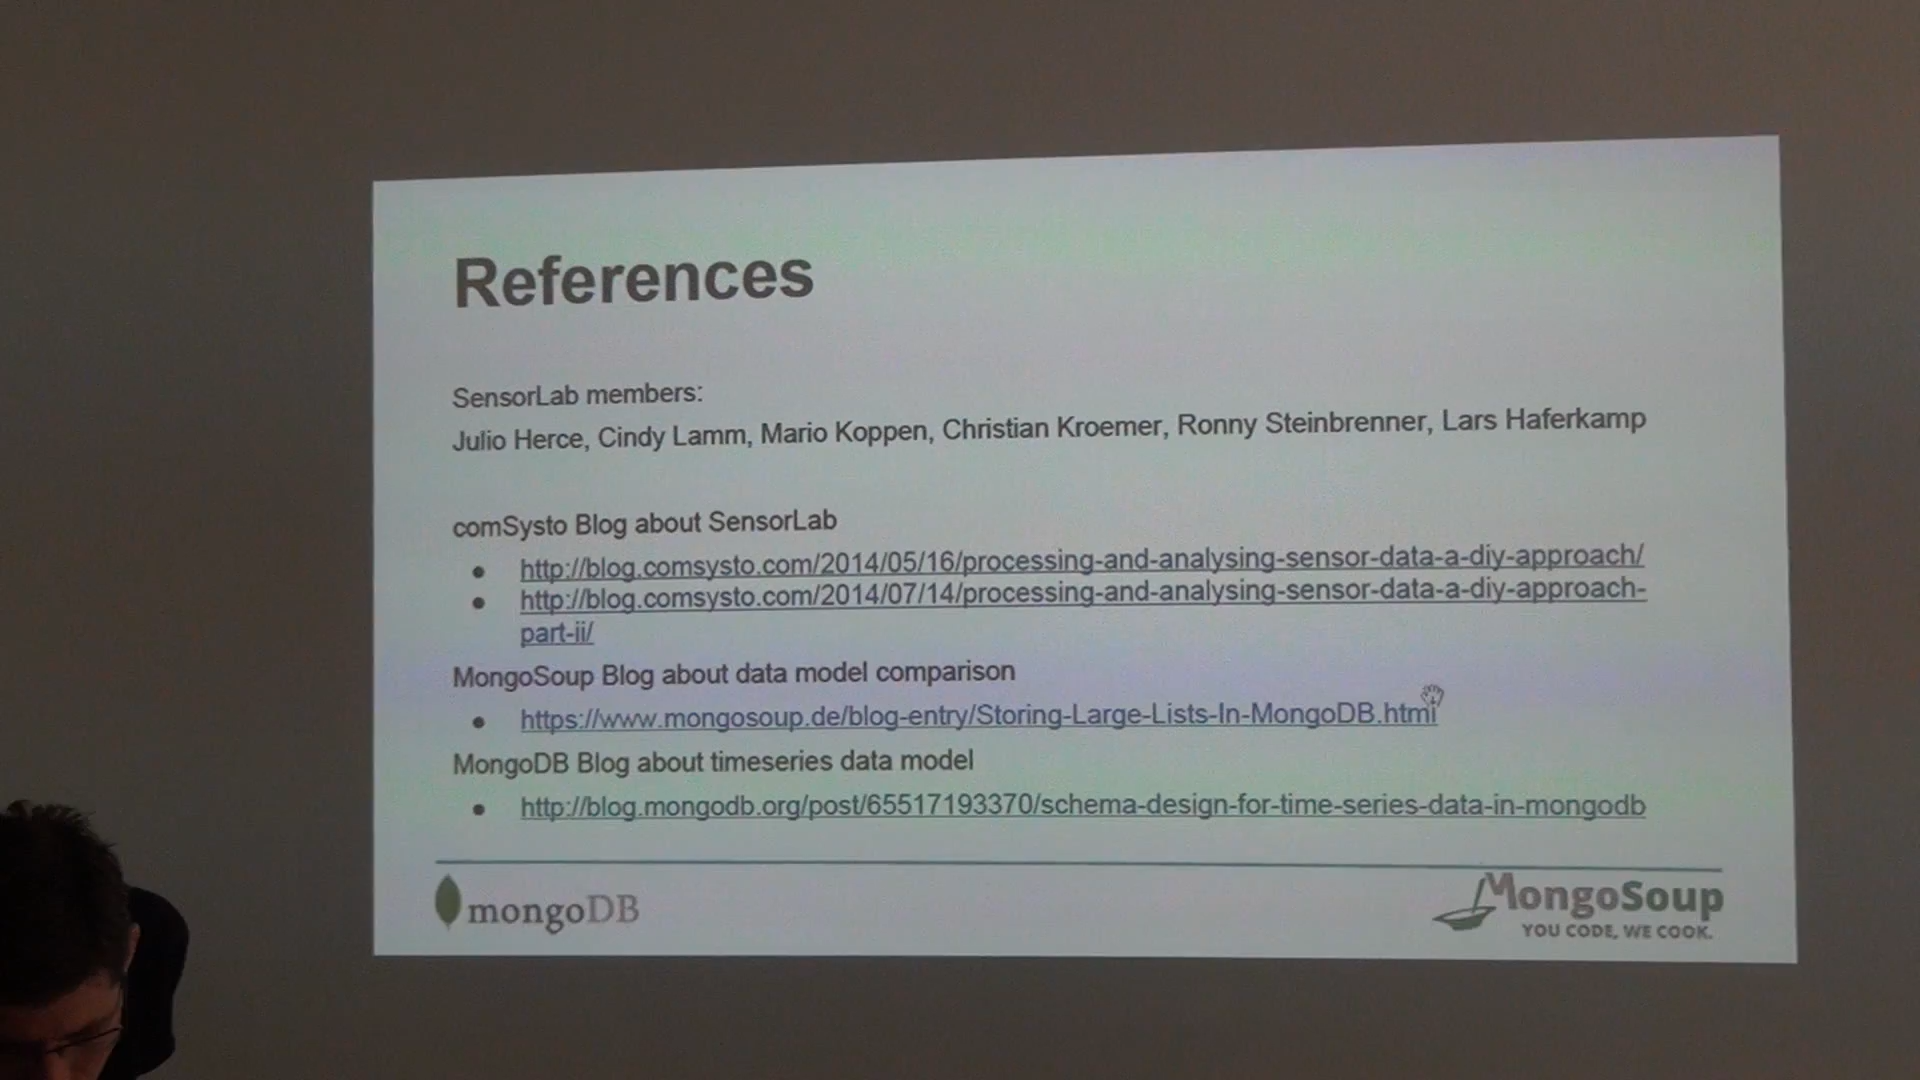 References
SensorLab members:
Julio Herce, Cindy Lamm, Mario Koppen, Christian Kroemer, Ronny Steinbrenner, Lars Haferkamp
comSysto Blog about SensorLab
● http://blog.comsysto.com/2014/05/16/processing-and-analysing-sensor-data-a-diy-approach/
● http://blog.comsysto.com/2014/07/14/processing-and-analysing-sensor-data-a-diy-approach-
part-ii/
MongoSoup Blog about data model comparison
● https://www.mongosoup.de/blog-entry/Storing-Large-Lists-In-MongoDB.html
MongoDB Blog about timeseries data model
● http://blog.mongodb.org/post/65517193370/schema-design-for-time-series-data-in-mongodb
mongoDB
MongoSoup
YOU CODE, WE COOK.